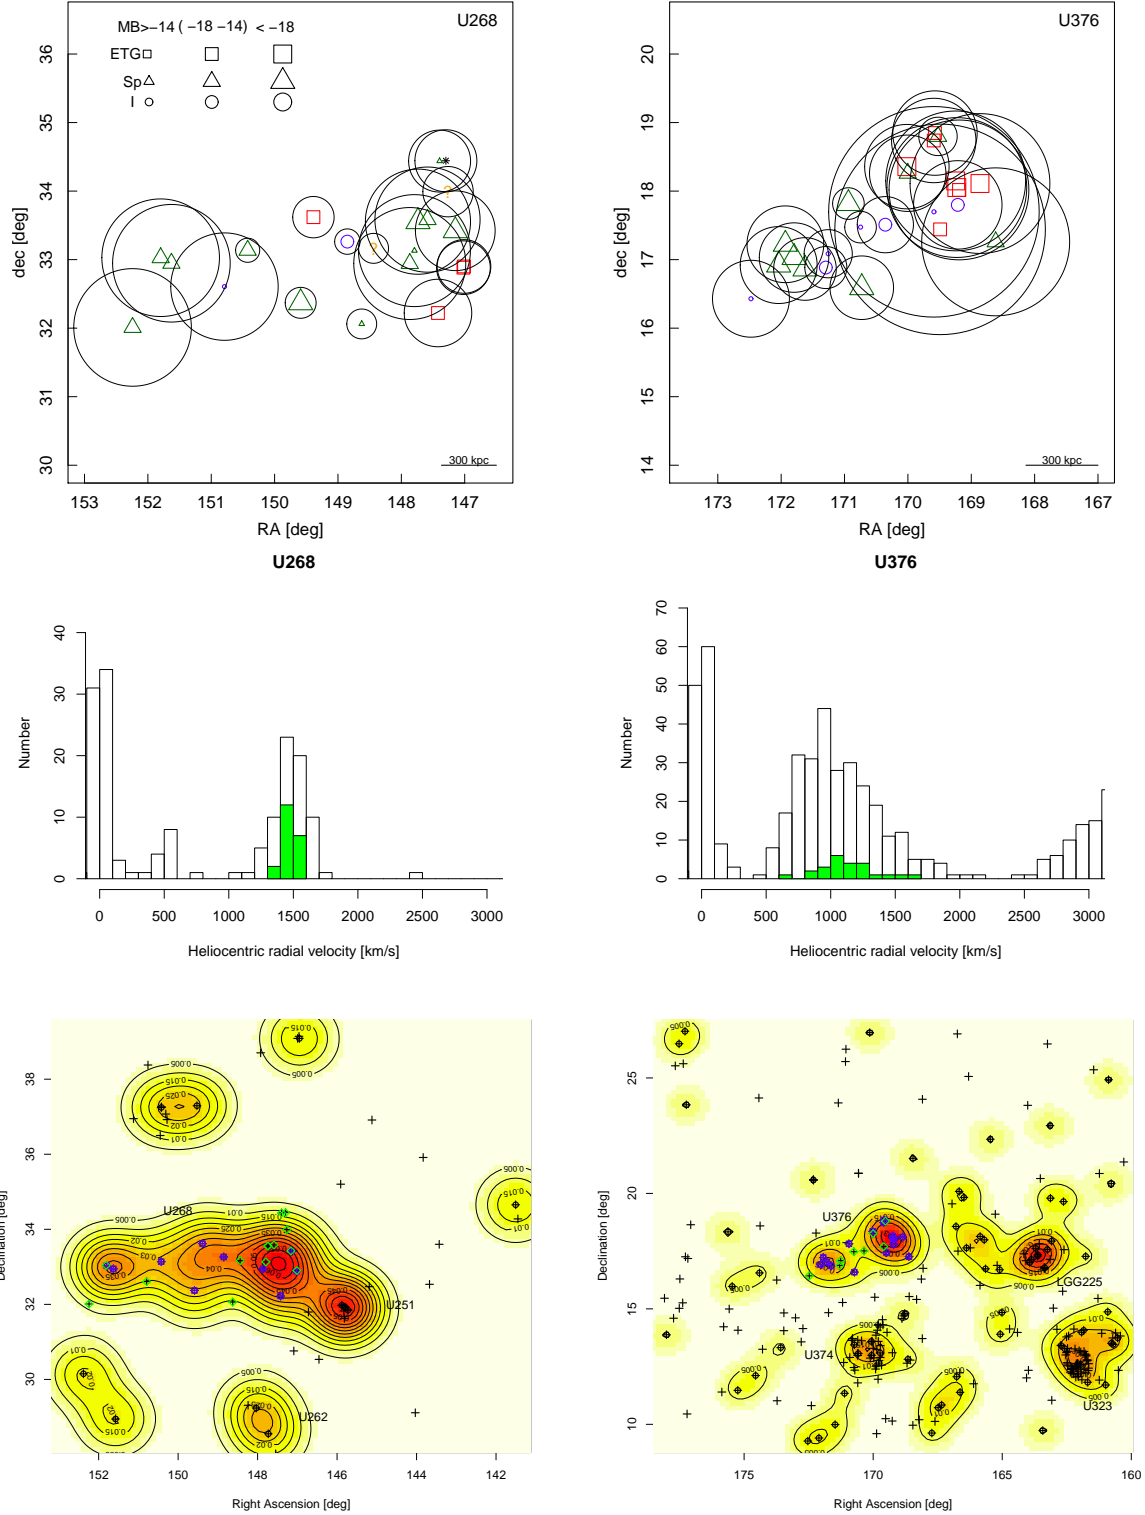 U268
MB>−14 ( −18 −14) < −18
ETG
Sp
I
dec [deg]
36
35
34
33
32
31
30
300 kpc
153 152 151 150 149 148 147
RA [deg]
U376
dec [deg]
20
19
18
17
16
15
14
300 kpc
173 172 171 170 169 168 167
RA [deg]
U268
Number
40
30
20
10
0
0 500 1000 1500 2000 2500 3000
Heliocentric radial velocity [km/s]
U376
Number
70
60
50
40
30
20
10
0
0 500 1000 1500 2000 2500 3000
Heliocentric radial velocity [km/s]
Declination [deg]
38
36
34
32
30
U268
U251
U262
152 150 148 146 144 142
Right Ascension [deg]
Declination [deg]
25
20
15
10
U376
LGG225
U374
U323
175 170 165 160
Right Ascension [deg]